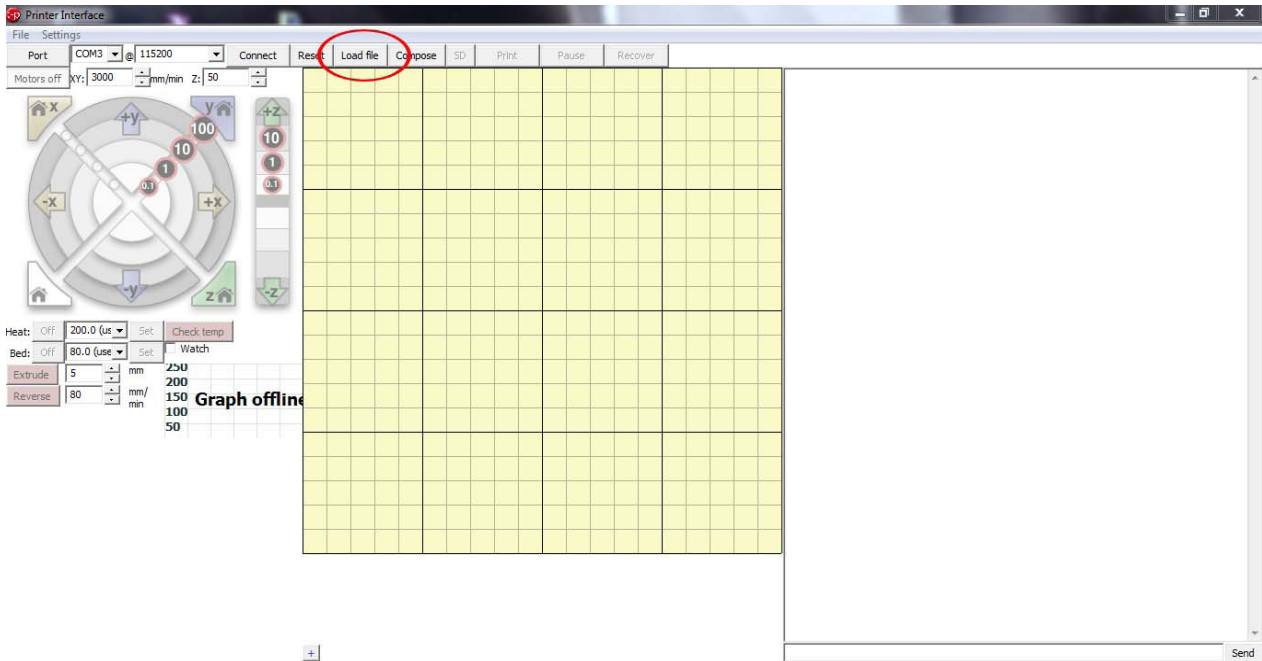 Printer Interface
File Settings
Port COM3 @ 115200 Connect Reset Load file Compose SD Print Pause Recover
Motors off XY: 3000 mm/min Z: 50
x +y y +z
100 10
10 1
1 0.1
0.1
-x +x
-y z -z
Heat: Off 200.0 (us Set Check temp
Bed: Off 80.0 (use Set Watch
Extrude 5 mm
Reverse 80 mm/
min
250
200
150 Graph offline
100
50
+ Send